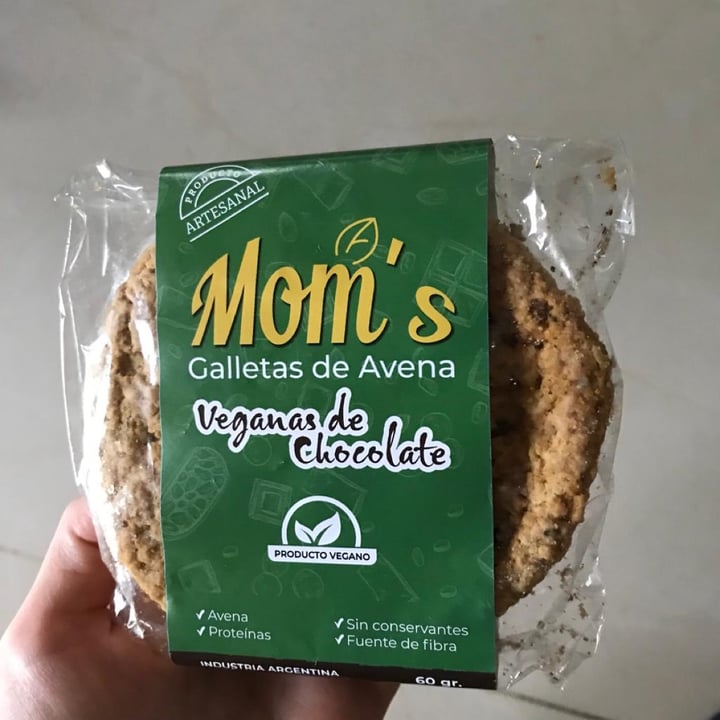 PRODUCTO
ARTESANAL
Mom's
Galletas de Avena
Veganas de
Chocolate
PRODUCTO VEGANO
✓ Avena
✓ Proteínas
✓ Sin conservantes
✓ Fuente de fibra
INDUSTRIA ARGENTINA
60 gr.